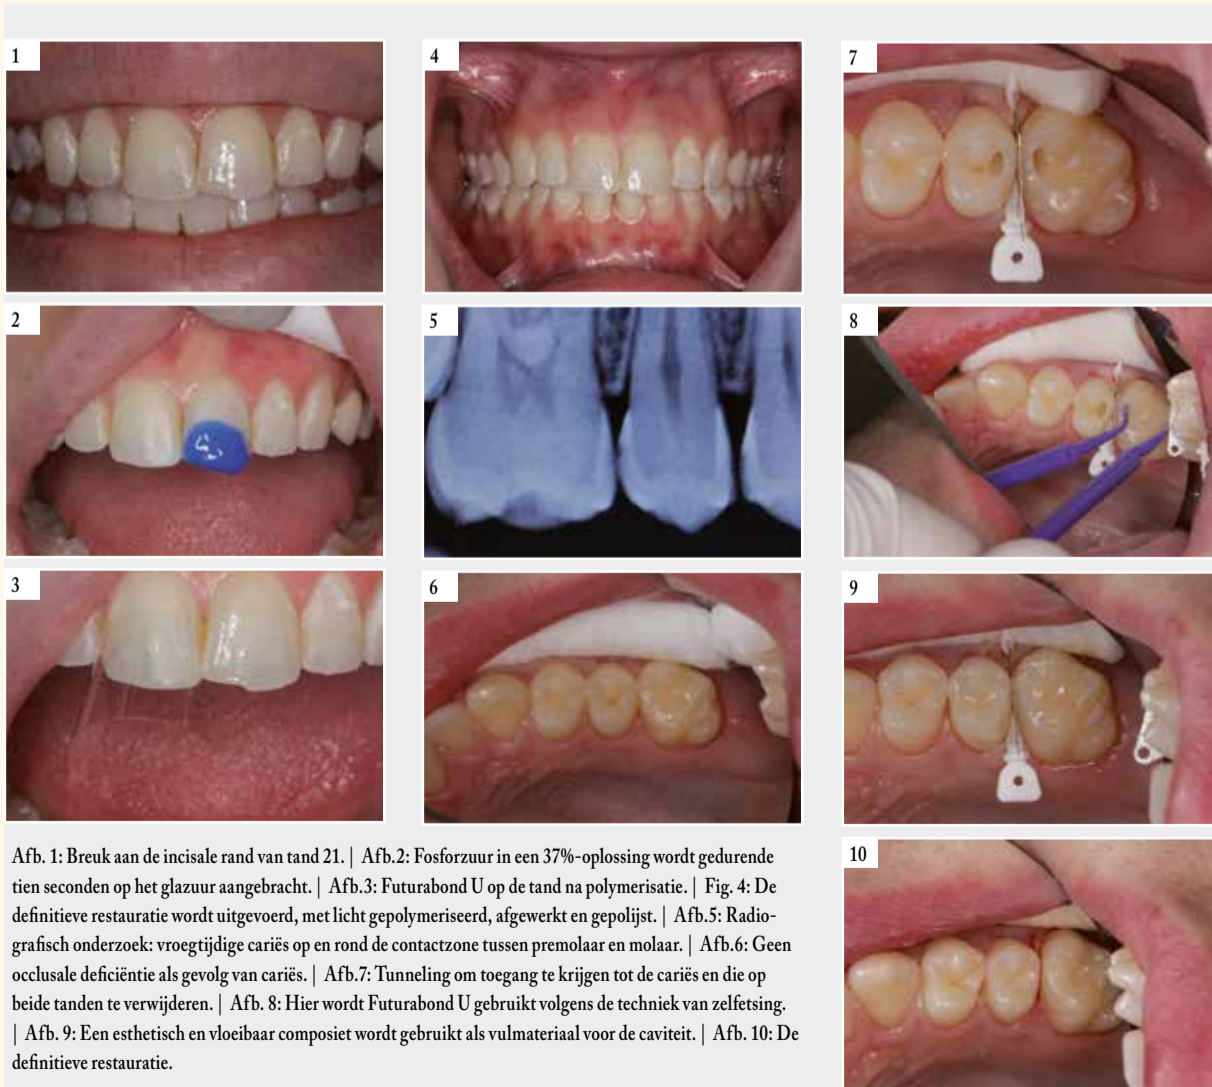 1
4
7
2
5
8
3
6
9
10
Afb. 1: Breuk aan de incisale rand van tand 21. | Afb.2: Fosforzuur in een 37%-oplossing wordt gedurende
tien seconden op het glazuur aangebracht. | Afb.3: Futurabond U op de tand na polymerisatie. | Fig. 4: De
definitieve restauratie wordt uitgevoerd, met licht gepolymeriseerd, afgewerkt en gepolijst. | Afb.5: Radio-
grafisch onderzoek: vroegtijdige cariës op en rond de contactzone tussen premolaar en molaar. | Afb.6: Geen
occlusale deficiëntie als gevolg van cariës. | Afb.7: Tunneling om toegang te krijgen tot de cariës en die op
beide tanden te verwijderen. | Afb. 8: Hier wordt Futurabond U gebruikt volgens de techniek van zelfetsing.
| Afb. 9: Een esthetisch en vloeibaar composiet wordt gebruikt als vulmateriaal voor de caviteit. | Afb. 10: De
definitieve restauratie.